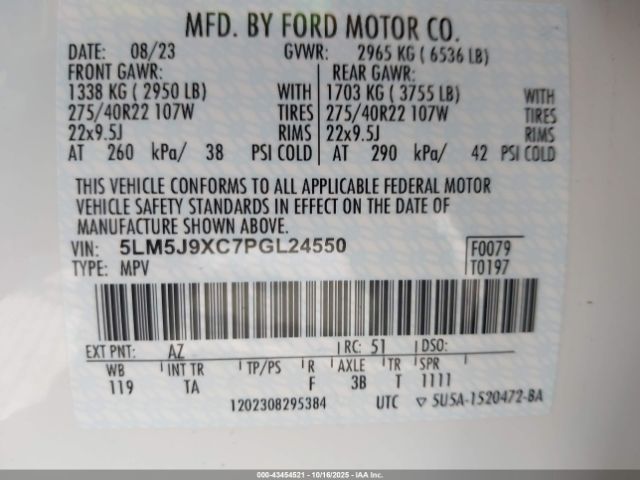 MFD. BY FORD MOTOR CO.
DATE: 08/23 GVWR: 2965 KG ( 6536 LB)
FRONT GAWR: REAR GAWR:
1338 KG ( 2950 LB) WITH 1703 KG ( 3755 LB) WITH
275/40R22 107W TIRES 275/40R22 107W TIRES
22x9.5J RIMS 22x9.5J RIMS
AT 260 kPa/ 38 PSI COLD AT 290 kPa/ 42 PSI COLD
THIS VEHICLE CONFORMS TO ALL APPLICABLE FEDERAL MOTOR
VEHICLE SAFETY STANDARDS IN EFFECT ON THE DATE OF
MANUFACTURE SHOWN ABOVE.
VIN: 5LM5J9XC7PGL24550 F0079
TYPE: MPV T0197
EXT PNT: AZ RC: 51 DSO:
WB INT TR TP/PS R AXLE TR SPR
119 TA F 3B T 1111
1202308295384 UTC ▽ 5U5A-1520472-BA
000-43454521 - 10/16/2025 - IAA Inc.